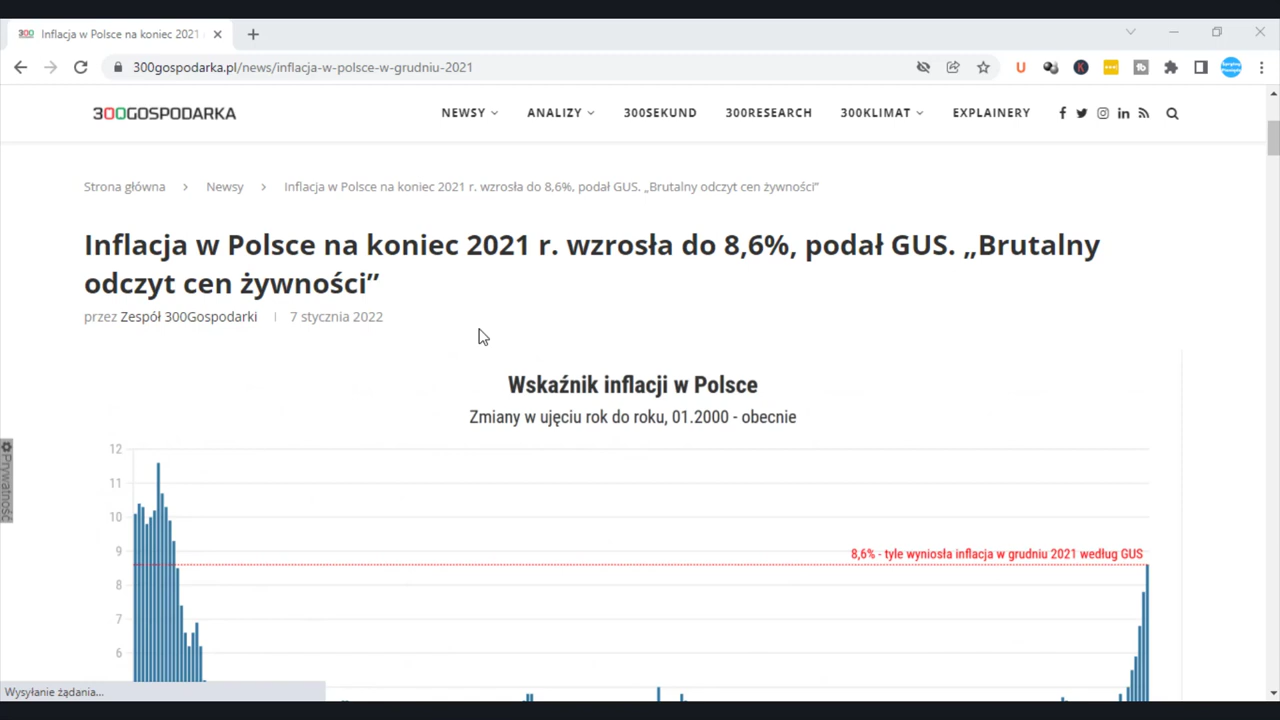 Inflacja w Polsce na koniec 2021
300gospodarka.pl/news/inflacja-w-polsce-w-grudniu-2021
300GOSPODARKA NEWSY ANALIZY 300SEKUND 300RESEARCH 300KLIMAT EXPLAINERY
Strona główna > Newsy > Inflacja w Polsce na koniec 2021 r. wzrosła do 8,6%, podał GUS. „Brutalny odczyt cen żywności”
Inflacja w Polsce na koniec 2021 r. wzrosła do 8,6%, podał GUS. „Brutalny
odczyt cen żywności”
przez Zespół 300Gospodarki | 7 stycznia 2022
Wskaźnik inflacji w Polsce
Zmiany w ujęciu rok do roku, 01.2000 - obecnie
12
11
10
9
8,6% - tyle wyniosła inflacja w grudniu 2021 według GUS
8
7
6
Prywatność
Wysyłanie żądania...